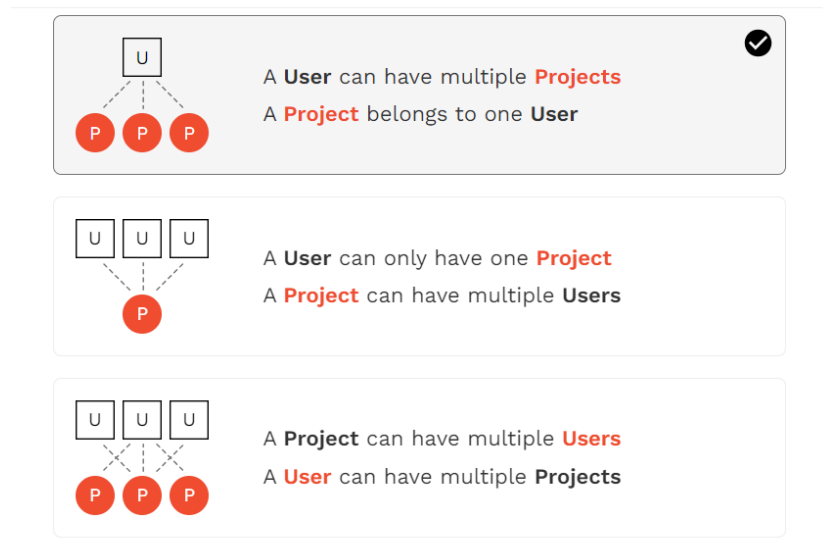 U
A User can have multiple Projects
A Project belongs to one User
P P P
U U U
A User can only have one Project
A Project can have multiple Users
P
U U U
A Project can have multiple Users
A User can have multiple Projects
P P P